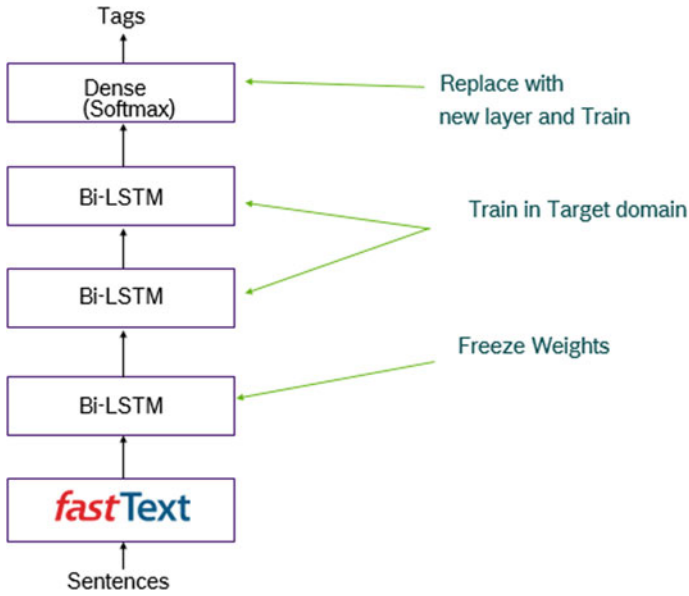 Tags
Dense
(Softmax)
Replace with
new layer and Train
Bi-LSTM
Train in Target domain
Bi-LSTM
Freeze Weights
Bi-LSTM
fastText
Sentences